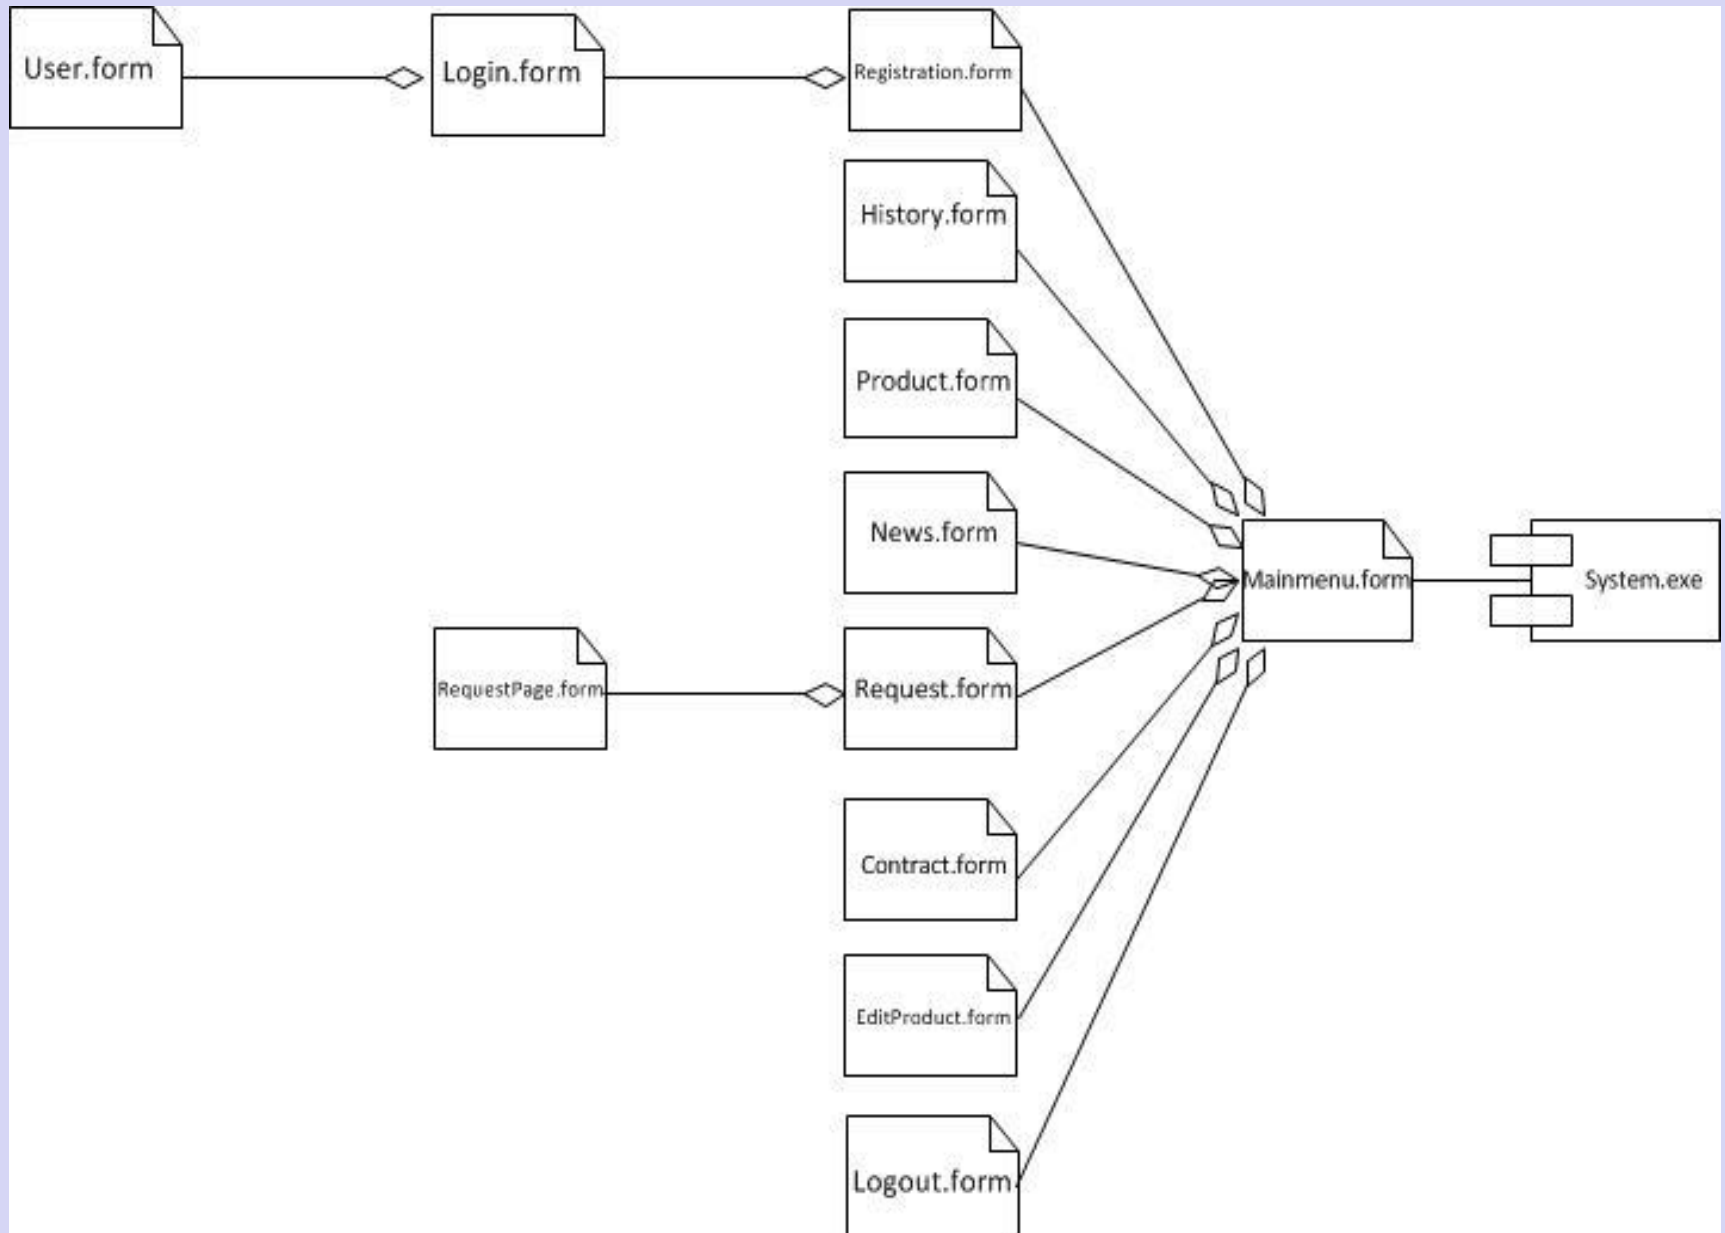 User.form
Login.form
Registration.form
History.form
Product.form
News.form
Mainmenu.form
System.exe
RequestPage.form
Request.form
Contract.form
EditProduct.form
Logout.form